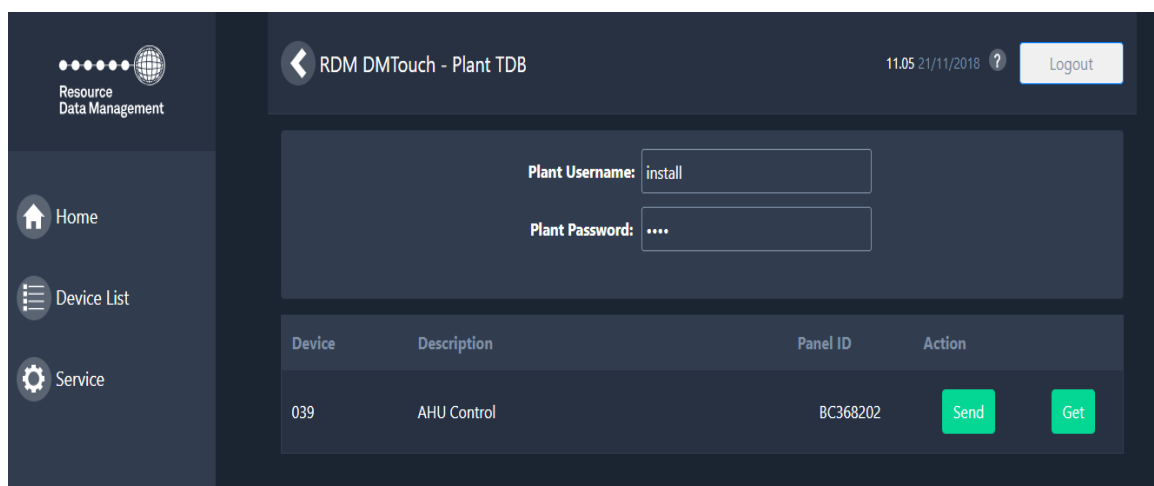 Resource
Data Management
Home
Device List
Service
RDM DMTouch - Plant TDB
11.05 21/11/2018 ? Logout
Plant Username: install
Plant Password: ••••
Device Description Panel ID Action
039 AHU Control BC368202 Send Get